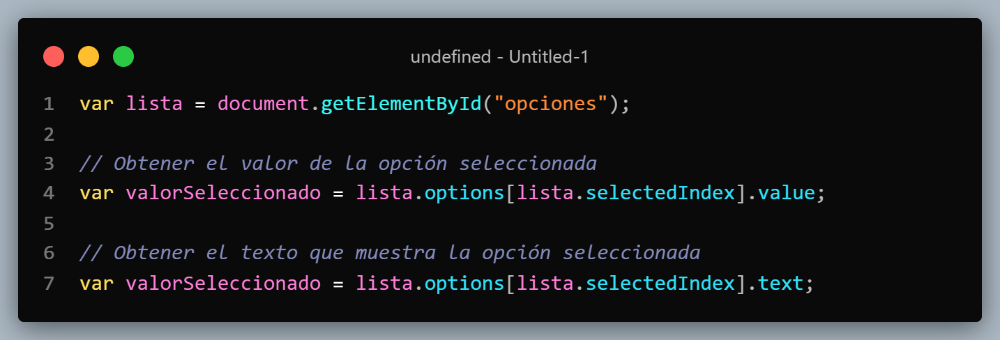 undefined - Untitled-1
1 var lista = document.getElementById("opciones");
2
3 // Obtener el valor de la opción seleccionada
4 var valorSeleccionado = lista.options[lista.selectedIndex].value;
5
6 // Obtener el texto que muestra la opción seleccionada
7 var valorSeleccionado = lista.options[lista.selectedIndex].text;